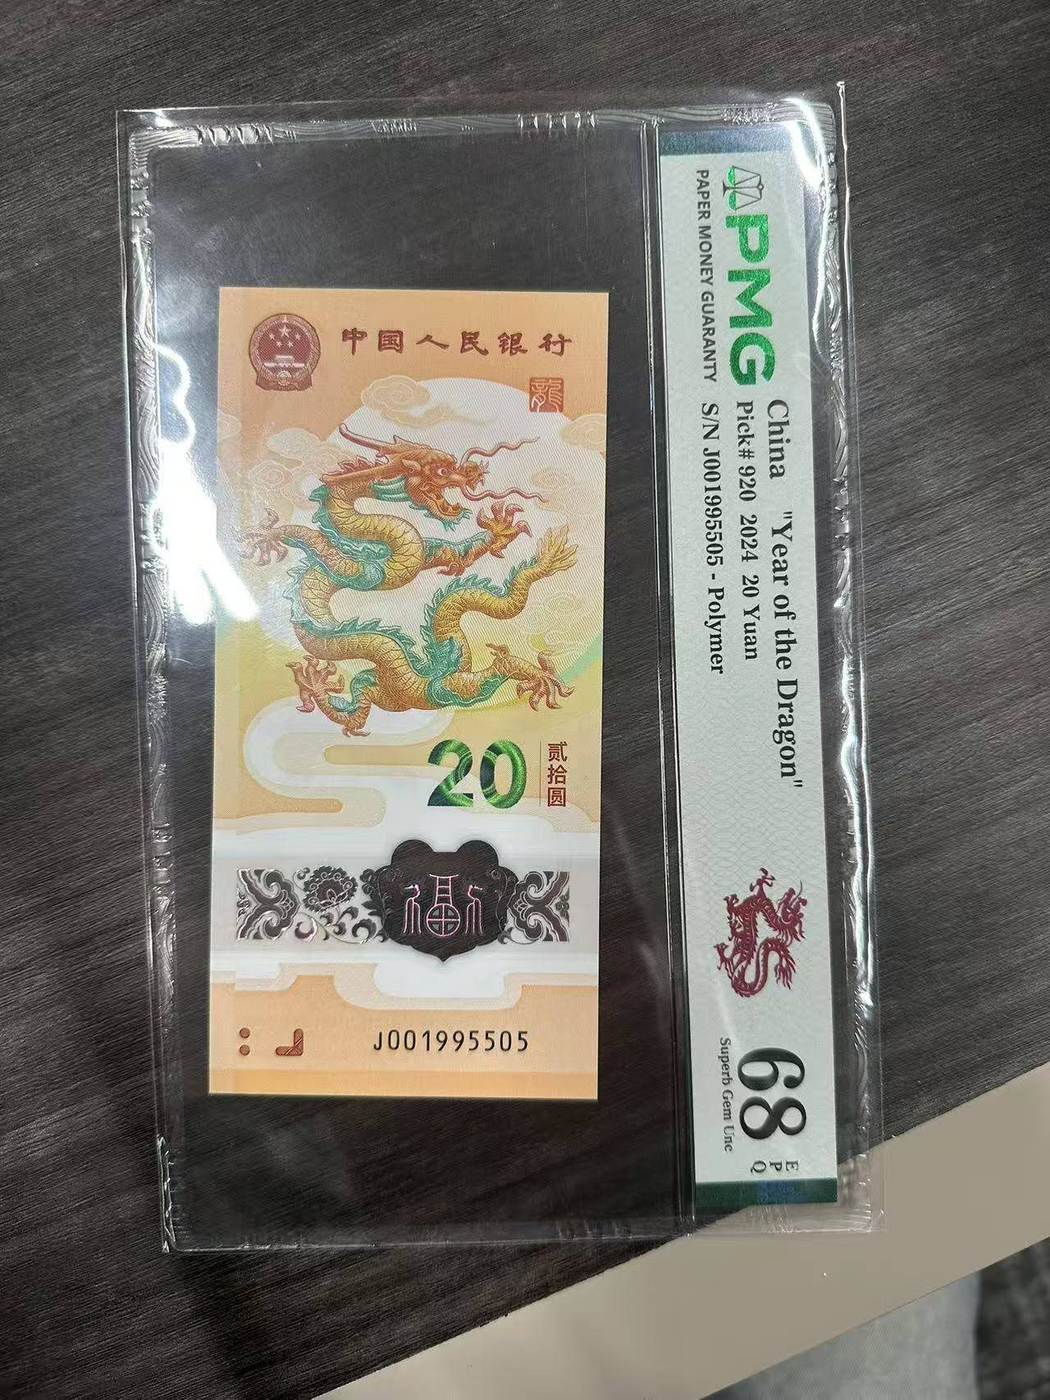 中国人民银行
龍
20
贰拾圆
福
J001995505
PMG
PAPER MONEY GUARANTY
China "Year of the Dragon"
Pick# 920 2024 20 Yuan
S/N J001995505 - Polymer
68
EPQ
Superb Gem Unc